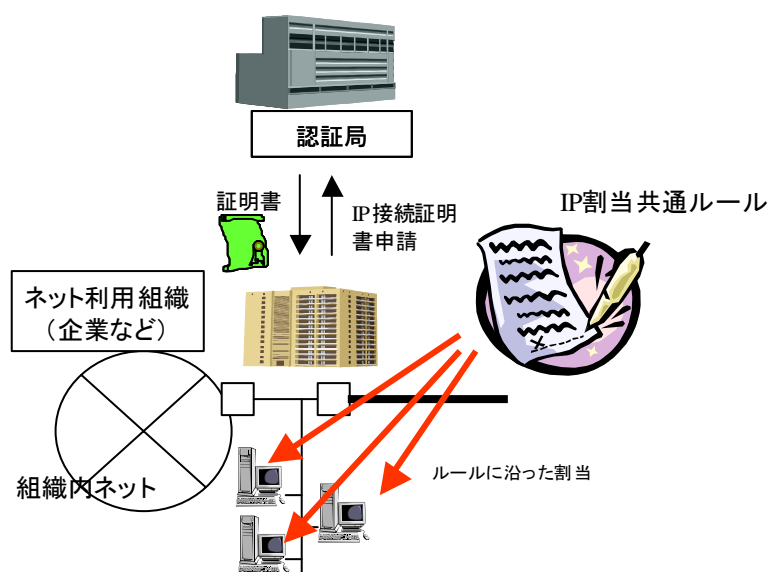 認証局
証明書
IP接続証明
書申請
IP割当共通ルール
ネット利用組織
（企業など）
組織内ネット
ルールに沿った割当